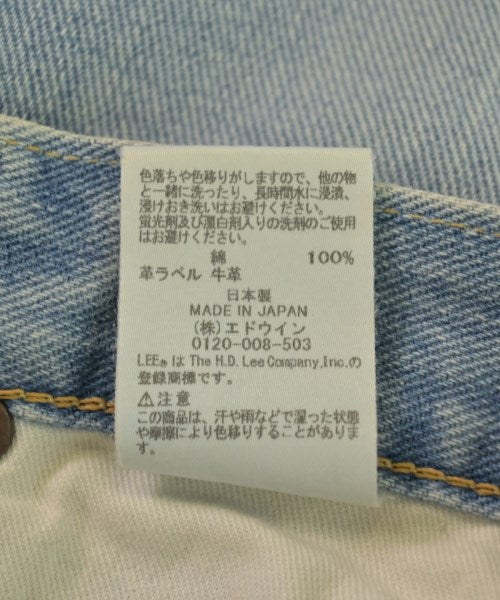 色落ちや色移りがしますので、他の物
と一緒に洗ったり、長時間水に浸漬、
浸けおき洗いはお避けください。
蛍光剤及び漂白剤入りの洗剤のご使用
はお避けください。
綿 100%
革ラベル 牛革
日本製
MADE IN JAPAN
(株)エドウイン
0120-008-503
LEE®は The H.D. Lee Company, Inc.の
登録商標です。
⚠注意
この商品は、汗や雨などで湿った状態
や摩擦により色移りすることがありま
す。